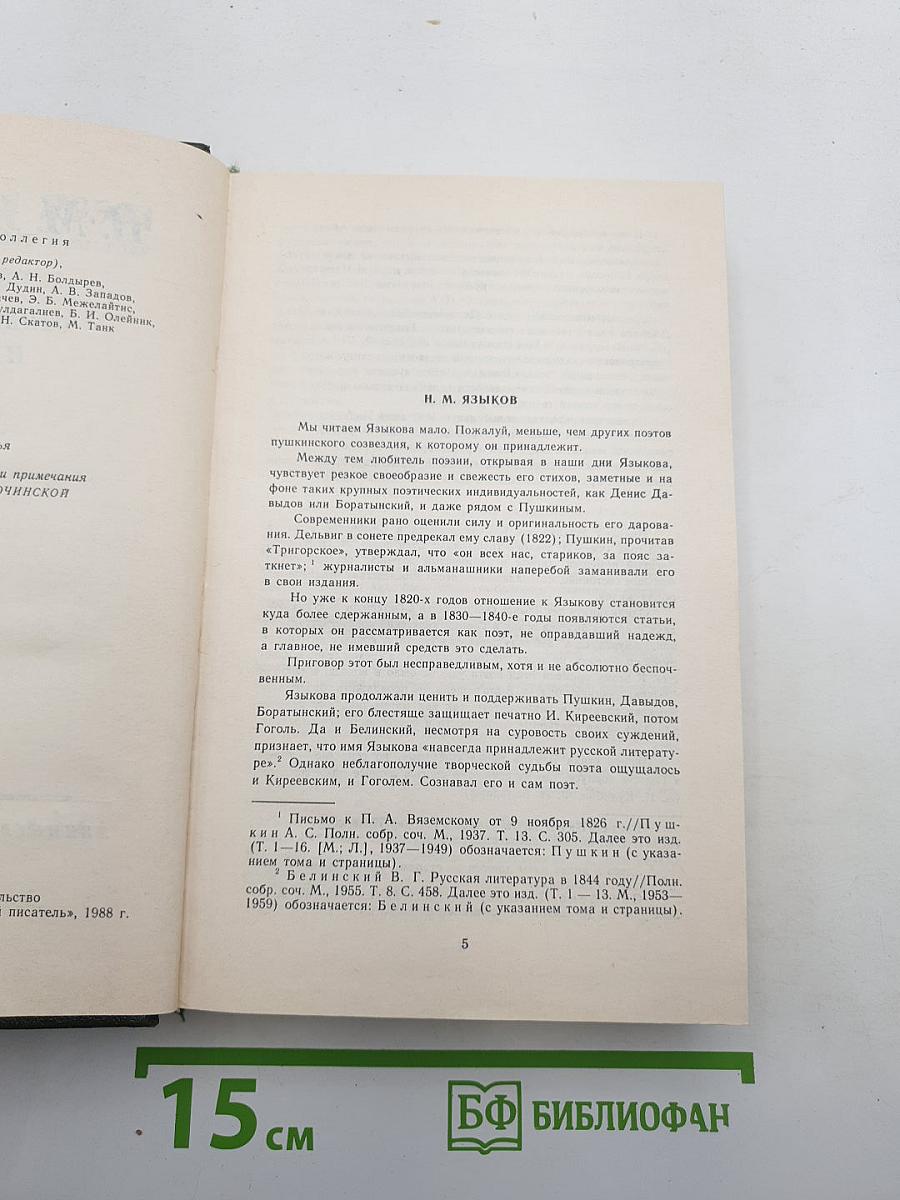 оллегия
редактор),
в, А. Н. Болдырев,
Дудин, А. В. Западов,
чев, Э. Б. Межелайтис,
улдагалиев, Б. И. Олейник,
Н. Скатов, М. Танк
ья
и примечания
ОЧИНСКОЙ
льство
й писатель», 1988 г.
Н. М. ЯЗЫКОВ
Мы читаем Языкова мало. Пожалуй, меньше, чем других поэтов
пушкинского созвездия, к которому он принадлежит.
Между тем любитель поэзии, открывая в наши дни Языкова,
чувствует резкое своеобразие и свежесть его стихов, заметные и на
фоне таких крупных поэтических индивидуальностей, как Денис Да-
выдов или Боратынский, и даже рядом с Пушкиным.
Современники рано оценили силу и оригинальность его дарова-
ния. Дельвиг в сонете предрекал ему славу (1822); Пушкин, прочитав
«Тригорское», утверждал, что «он всех нас, стариков, за пояс за-
ткнет»;¹ журналисты и альманашники наперебой заманивали его
в свои издания.
Но уже к концу 1820-х годов отношение к Языкову становится
куда более сдержанным, а в 1830—1840-е годы появляются статьи,
в которых он рассматривается как поэт, не оправдавший надежд,
а главное, не имевший средств это сделать.
Приговор этот был несправедливым, хотя и не абсолютно беспоч-
венным.
Языкова продолжали ценить и поддерживать Пушкин, Давыдов,
Боратынский; его блестяще защищает печатно И. Киреевский, потом
Гоголь. Да и Белинский, несмотря на суровость своих суждений,
признает, что имя Языкова «навсегда принадлежит русской литерату-
ре».² Однако неблагополучие творческой судьбы поэта ощущалось
и Киреевским, и Гоголем. Сознавал его и сам поэт.
¹ Письмо к П. А. Вяземскому от 9 ноября 1826 г.//Пуш-
кин А. С. Полн. собр. соч. М., 1937. Т. 13. С. 305. Далее это изд.
(Т. 1—16. [М.; Л.], 1937—1949) обозначается: Пушкин (с указа-
нием тома и страницы).
² Белинский В. Г. Русская литература в 1844 году//Полн.
собр. соч. М., 1955. Т. 8. С. 458. Далее это изд. (Т. 1 — 13. М., 1953—
1959) обозначается: Белинский (с указанием тома и страницы).
5
15 см
БФ БИБЛИОФАН